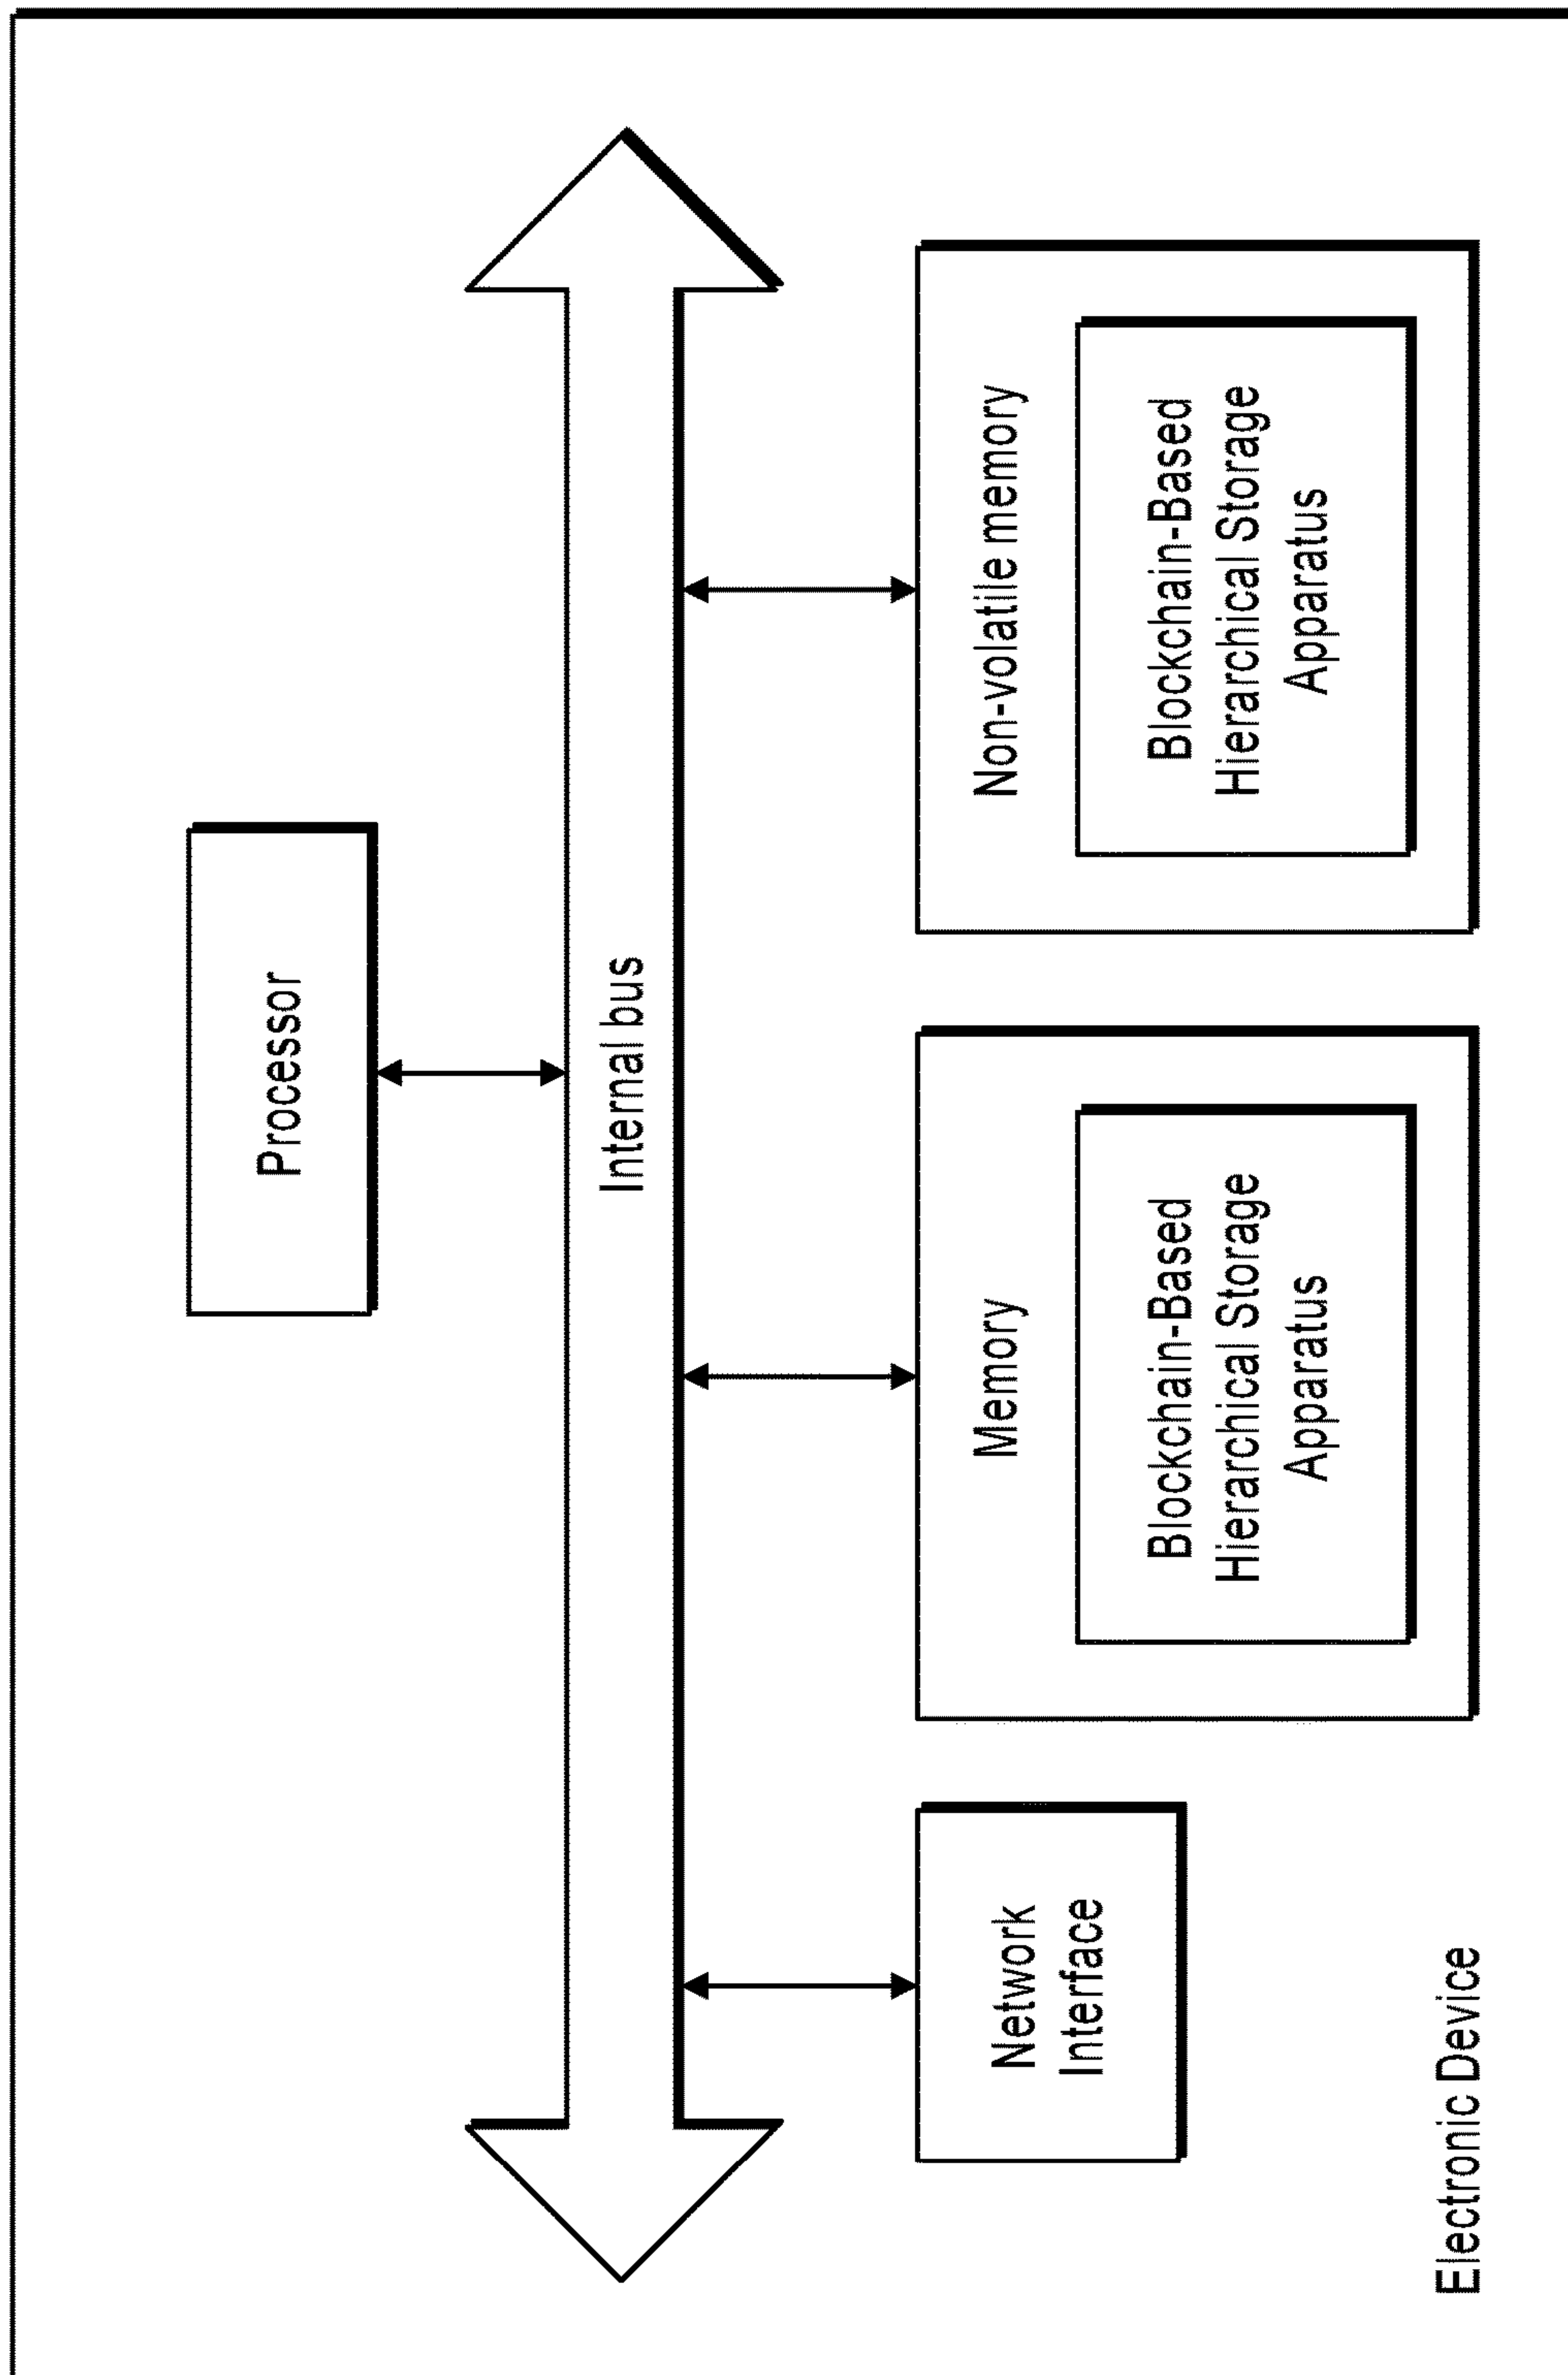 Processor
Internal bus
Network
Interface
Memory
Blockchain-Based
Hierarchical Storage
Apparatus
Non-volatile memory
Blockchain-Based
Hierarchical Storage
Apparatus
Electronic Device